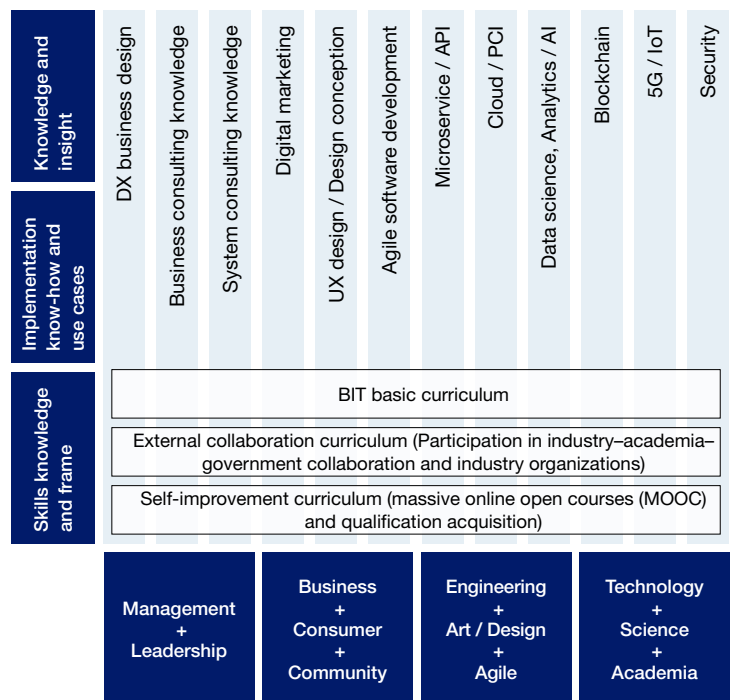 Knowledge and
insight
DX business design
Business consulting knowledge
System consulting knowledge
Digital marketing
UX design / Design conception
Agile software development
Microservice / API
Cloud / PCI
Data science, Analytics / AI
Blockchain
5G / IoT
Security
Implementation
know-how and
use cases
Skills knowledge
and frame
BIT basic curriculum
External collaboration curriculum (Participation in industry–academia–
government collaboration and industry organizations)
Self-improvement curriculum (massive online open courses (MOOC)
and qualification acquisition)
Management
+
Leadership
Business
+
Consumer
+
Community
Engineering
+
Art / Design
+
Agile
Technology
+
Science
+
Academia